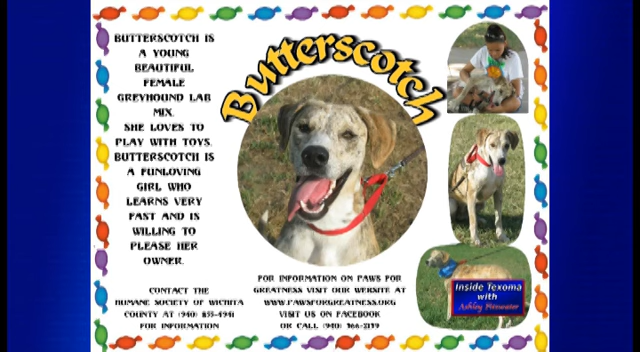 BUTTERSCOTCH IS
A YOUNG
BEAUTIFUL
FEMALE
GREYHOUND LAB
MIX.
SHE LOVES TO
PLAY WITH TOYS.
BUTTERSCOTCH IS
A FUNLOVING
GIRL WHO
LEARNS VERY
FAST AND IS
WILLING TO
PLEASE HER
OWNER.
CONTACT THE
HUMANE SOCIETY OF WICHITA
COUNTY AT (940) 855-4941
FOR INFORMATION
Butterscotch
FOR INFORMATION ON PAWS FOR
GREATNESS VISIT OUR WEBSITE AT
WWW.PAWSFORGREATNESS.ORG
VISIT US ON FACEBOOK
OR CALL (940)
Inside Texoma
with
Ashley